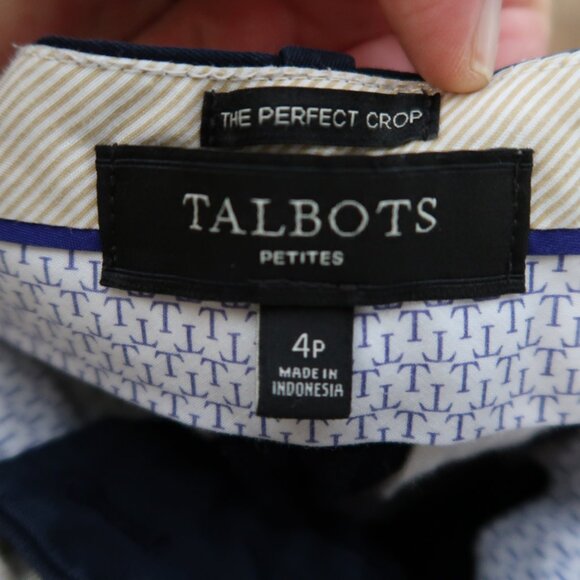 THE PERFECT CROP
TALBOTS
PETITES
4P
MADE IN
INDONESIA